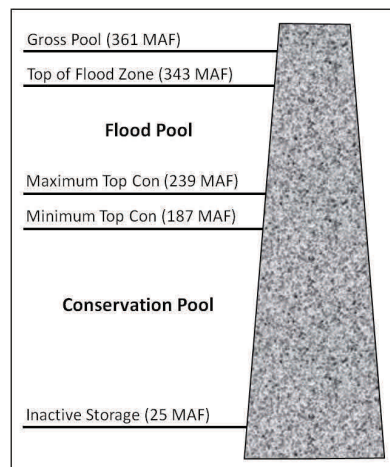 Gross Pool (361 MAF)
Top of Flood Zone (343 MAF)
Flood Pool
Maximum Top Con (239 MAF)
Minimum Top Con (187 MAF)
Conservation Pool
Inactive Storage (25 MAF)